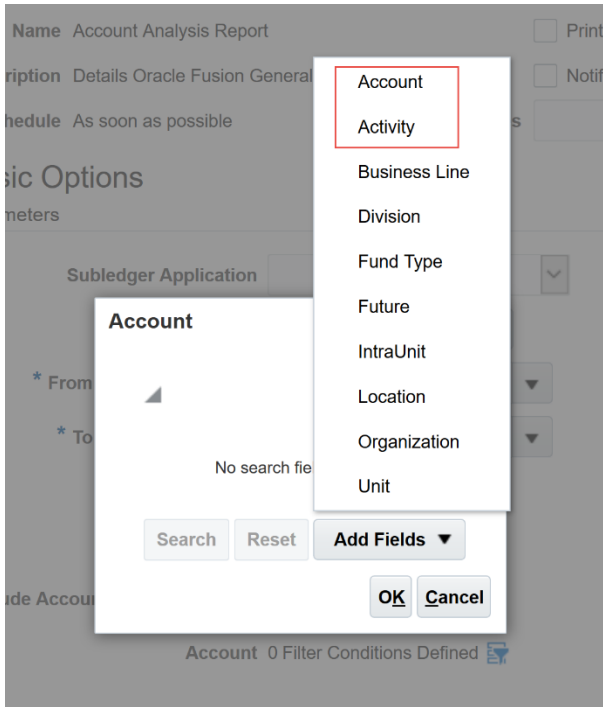 Name Account Analysis Report
Print
ription Details Oracle Fusion General
Notif
hedule As soon as possible
s
sic Options
meters
Subledger Application
Account
Activity
Business Line
Division
Fund Type
Future
IntraUnit
Location
Organization
Unit
Account
* From
* To
No search fie
Search Reset Add Fields
OK Cancel
ude Accou
Account 0 Filter Conditions Defined